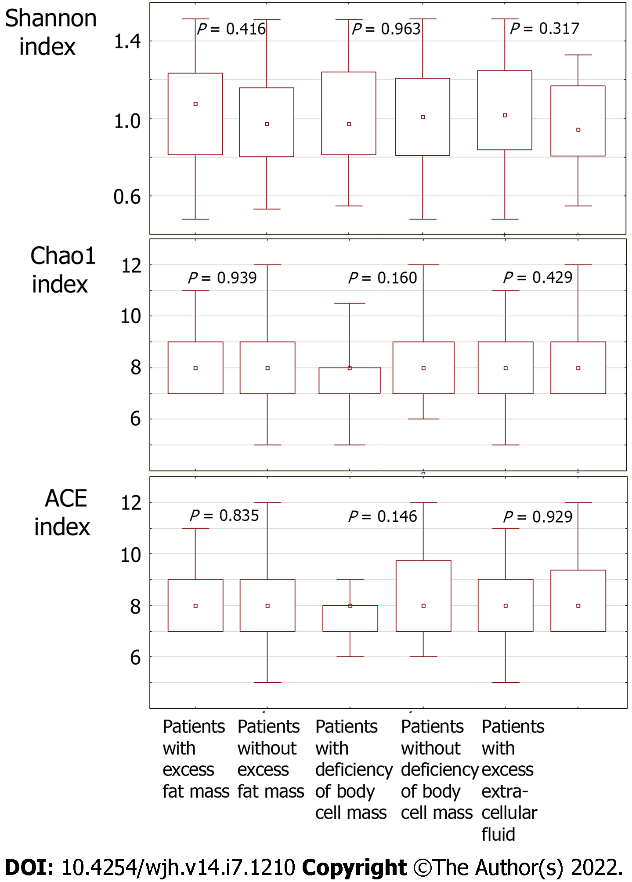 Shannon
index
P = 0.416
P = 0.963
P = 0.317
1.4
1.0
0.6
Chao1
index
P = 0.939
P = 0.160
P = 0.429
12
10
8
6
ACE
index
P = 0.835
P = 0.146
P = 0.929
12
10
8
6
Patients
with
excess
fat mass
Patients
without
excess
fat mass
Patients
with
deficiency
of body
cell mass
Patients
without
deficiency
of body
cell mass
Patients
with
excess
extra-
cellular
fluid
DOI: 10.4254/wjh.v14.i7.1210 Copyright ©The Author(s) 2022.